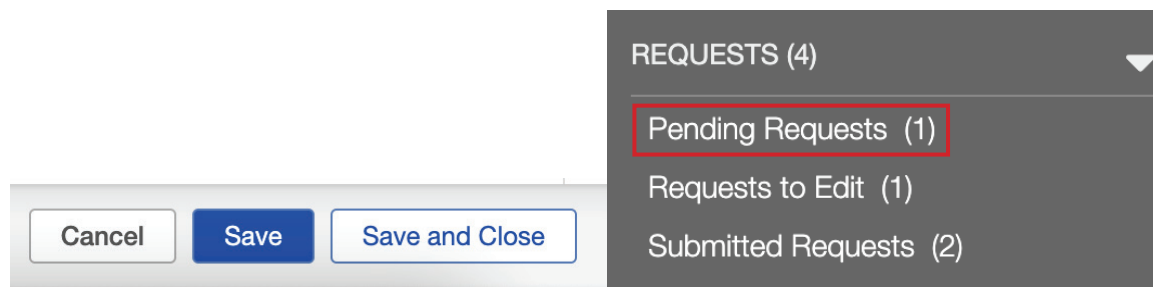 Cancel Save Save and Close
REQUESTS (4)
Pending Requests (1)
Requests to Edit (1)
Submitted Requests (2)